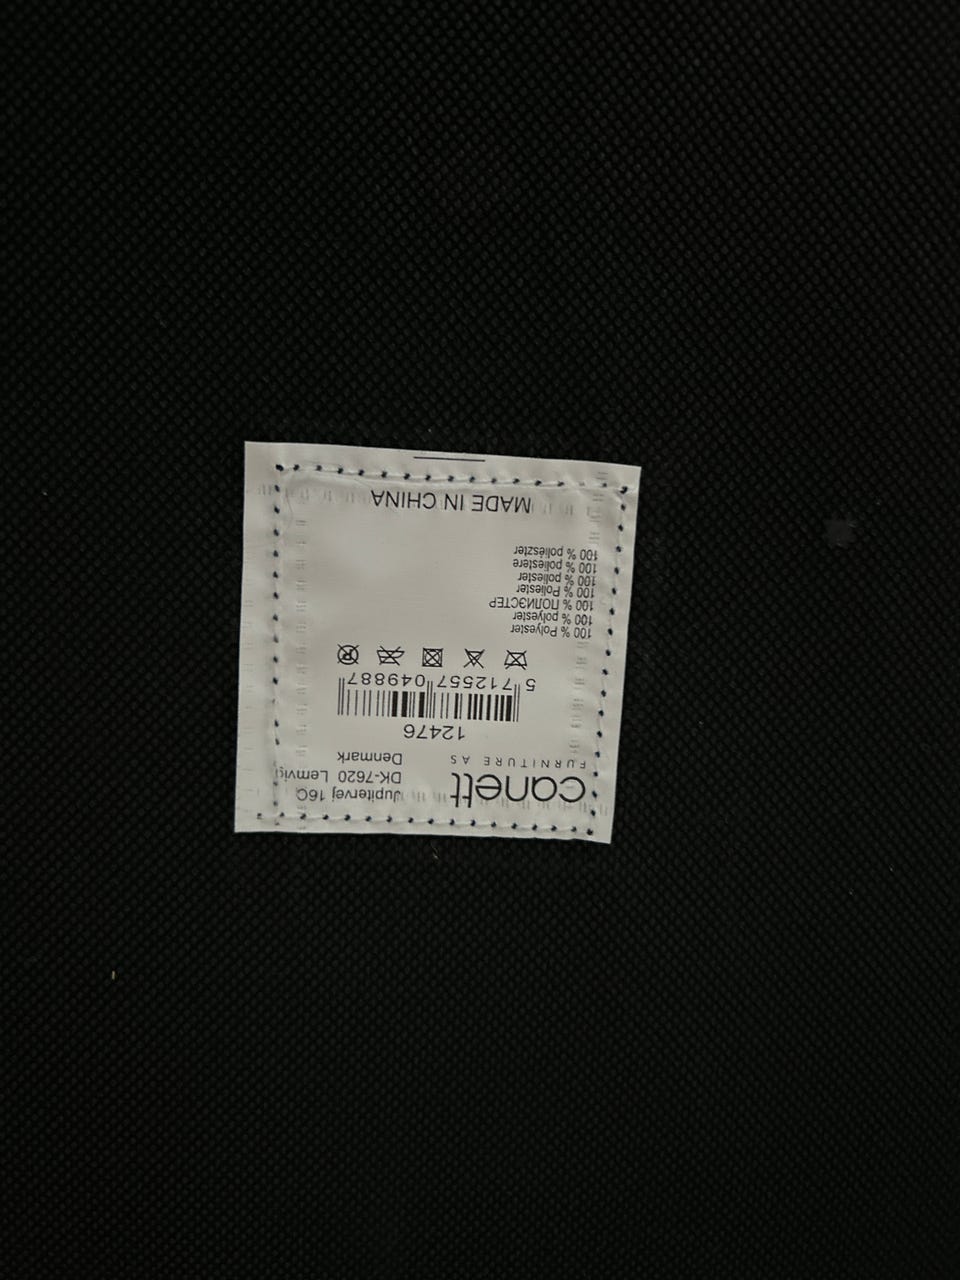 canett
FURNITURE AS
Jupitervej 16C
DK-7620 Lemvig
Denmark
12476
5 712557 049887
100 % Polyester
100 % polyester
100 % ПОЛИЭСТЕР
100 % Poliester
100 % poliester
100 % poliestere
100 % poliészter
MADE IN CHINA